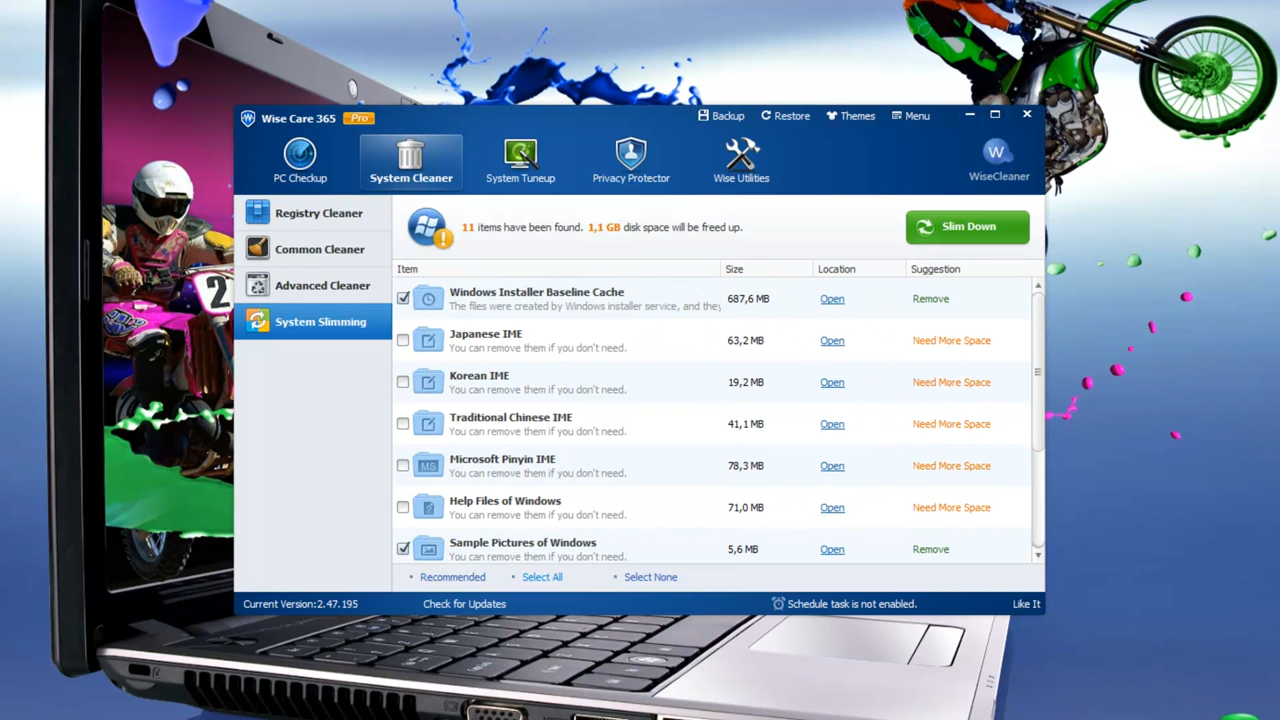 Wise Care 365 Pro
Backup Restore Themes Menu
PC Checkup System Cleaner System Tuneup Privacy Protector Wise Utilities
W
WiseCleaner
Registry Cleaner
Common Cleaner
Advanced Cleaner
System Slimming
11 items have been found. 1,1 GB disk space will be freed up.
Slim Down
Item Size Location Suggestion
Windows Installer Baseline Cache
The files were created by Windows installer service, and they
687,6 MB Open Remove
Japanese IME
You can remove them if you don't need.
63,2 MB Open Need More Space
Korean IME
You can remove them if you don't need.
19,2 MB Open Need More Space
Traditional Chinese IME
You can remove them if you don't need.
41,1 MB Open Need More Space
MS
Microsoft Pinyin IME
You can remove them if you don't need.
78,3 MB Open Need More Space
Help Files of Windows
You can remove them if you don't need.
71,0 MB Open Need More Space
Sample Pictures of Windows
You can remove them if you don't need.
5,6 MB Open Remove
Recommended Select All Select None
Current Version:2.47.195 Check for Updates Schedule task is not enabled. Like It
2